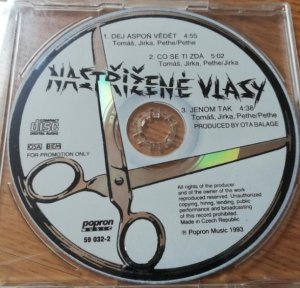 1. DEJ ASPOŇ VĚDĚT 4:55
Tomáš, Jirka, Pethe/Pethe
2. CO SE TI ZDÁ 5:02
Tomáš, Jirka, Pethe/Jirka
NASTŘÍŽENÉ VLASY
3. JENOM TAK 4:38
Tomáš, Jirka, Pethe/Pethe
PRODUCED BY OTA BALAGE
COMPACT
disc
DIGITAL AUDIO
OSA BIEM
FOR PROMOTION ONLY
popron
MUSIC
59 032-2
All rights of the producer
and of the owner of the work
reproduced reserved. Unauthorized
copying, hiring, lending, public
performance and broadcasting
of this record prohibited.
Made in Czech Republic.
℗ Popron Music 1993